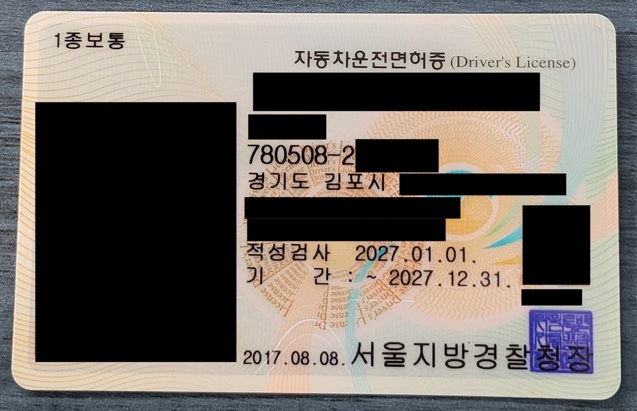 1종보통
자동차운전면허증 (Driver's License)
780508-2
경기도 김포시
적성검사 2027.01.01.
기 간 : ~ 2027.12.31.
2017.08.08. 서울지방경찰청장